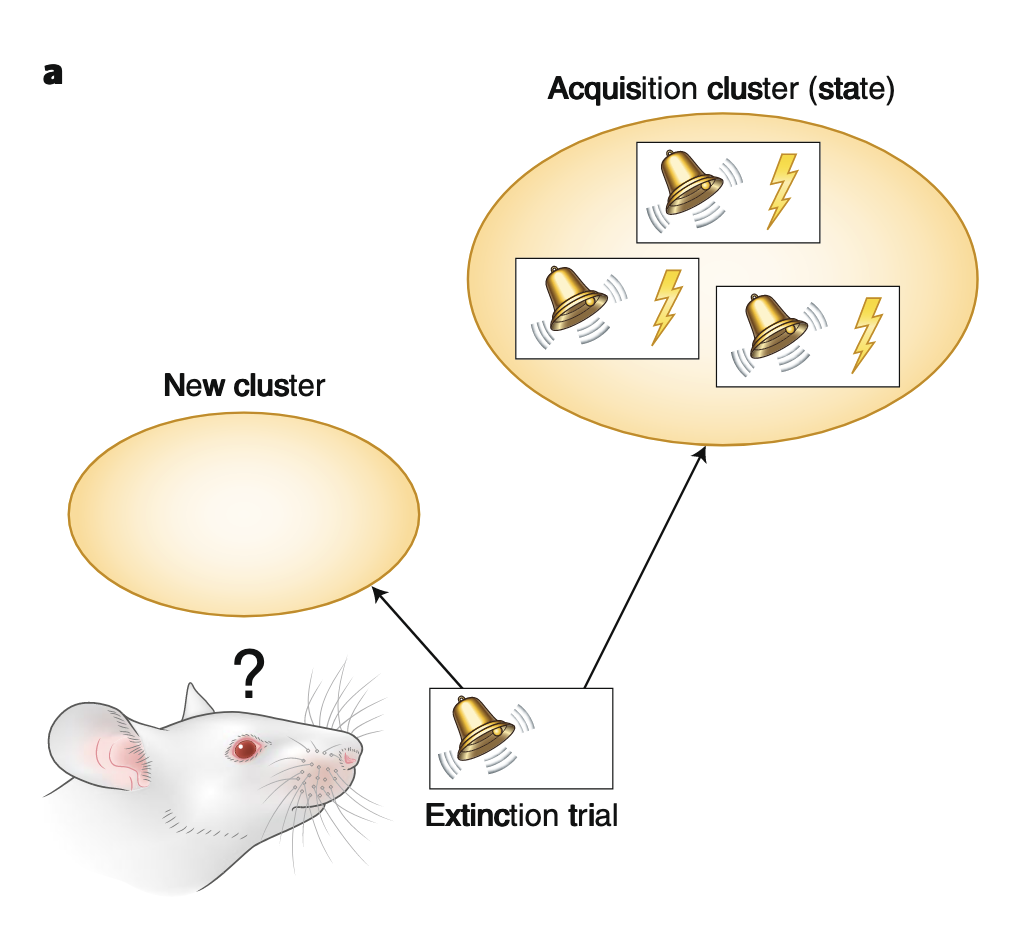 a
Acquisition cluster (state)
New cluster
?
Extinction trial